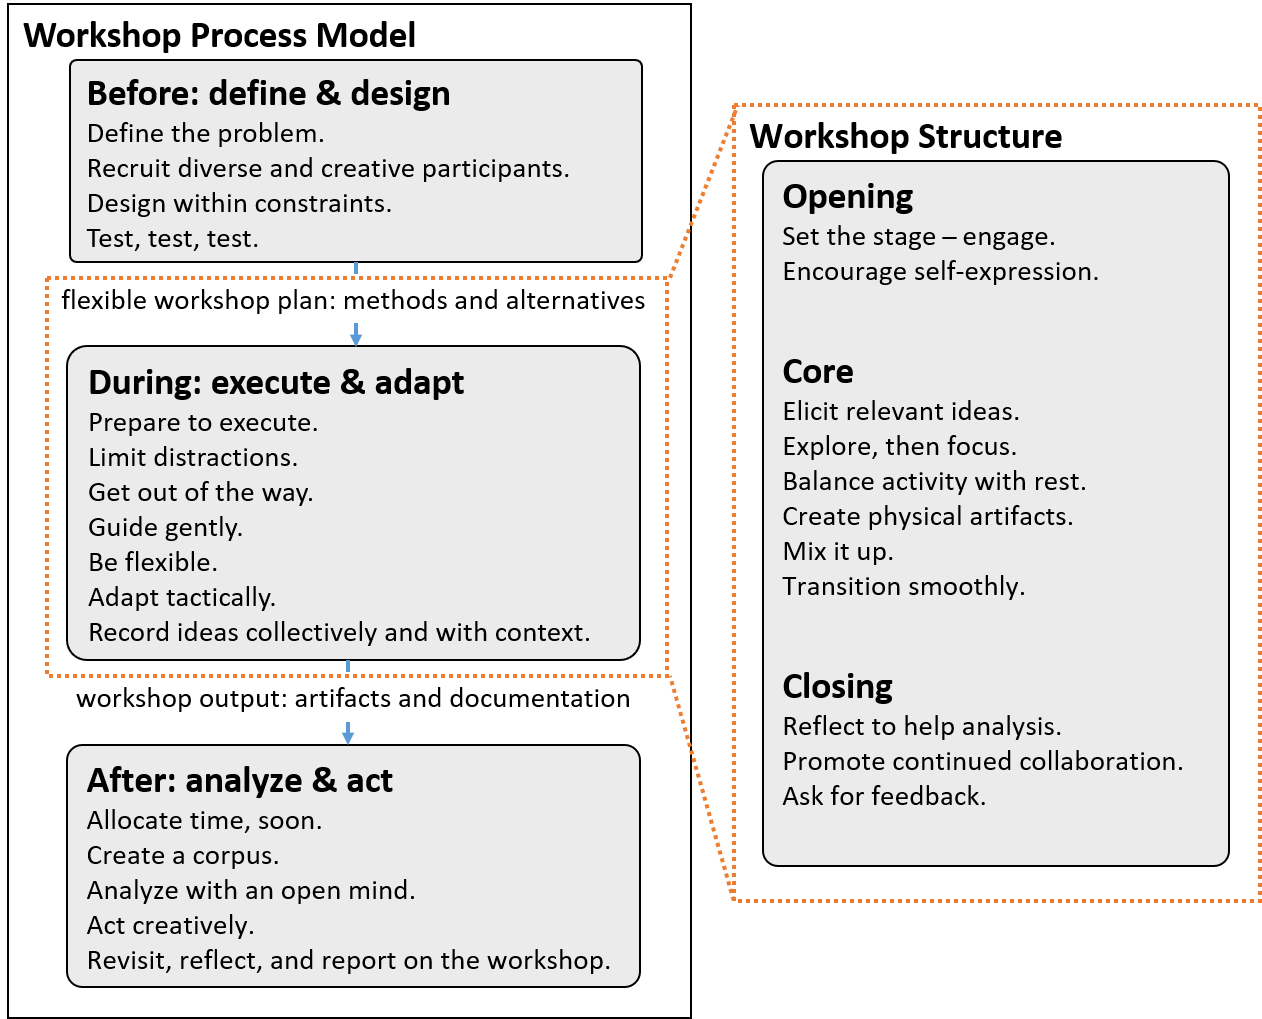 Workshop Process Model
Before: define & design
Define the problem.
Recruit diverse and creative participants.
Design within constraints.
Test, test, test.
flexible workshop plan: methods and alternatives
During: execute & adapt
Prepare to execute.
Limit distractions.
Get out of the way.
Guide gently.
Be flexible.
Adapt tactically.
Record ideas collectively and with context.
workshop output: artifacts and documentation
After: analyze & act
Allocate time, soon.
Create a corpus.
Analyze with an open mind.
Act creatively.
Revisit, reflect, and report on the workshop.
Workshop Structure
Opening
Set the stage – engage.
Encourage self-expression.
Core
Elicit relevant ideas.
Explore, then focus.
Balance activity with rest.
Create physical artifacts.
Mix it up.
Transition smoothly.
Closing
Reflect to help analysis.
Promote continued collaboration.
Ask for feedback.